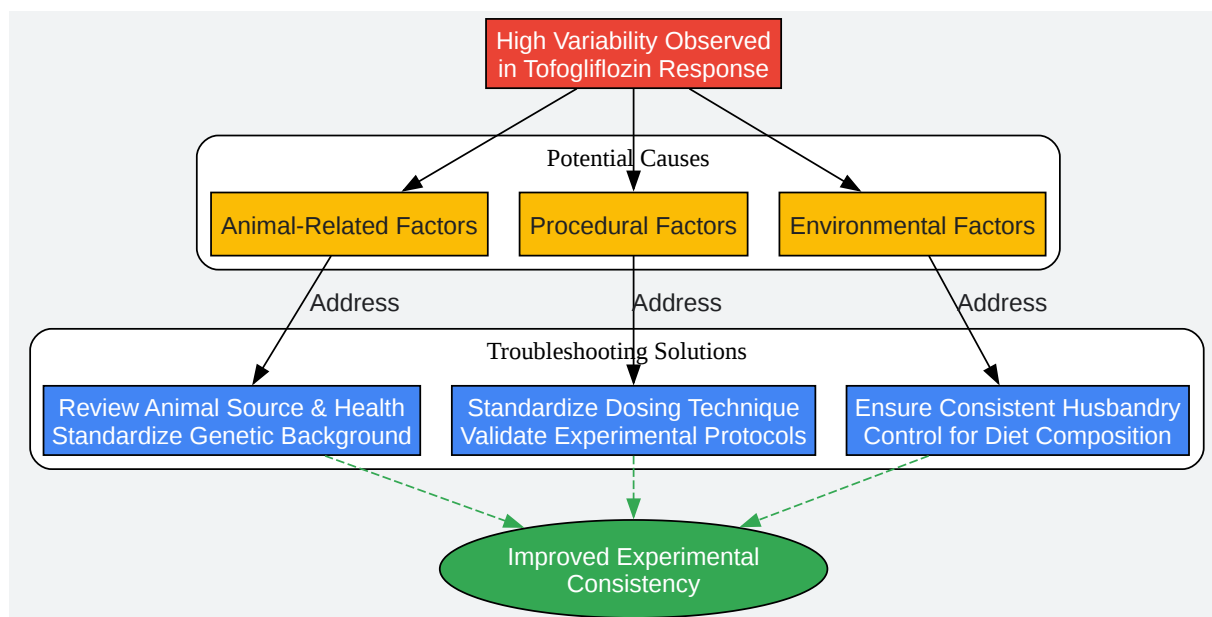 High Variability Observed
in Tofogliflozin Response
Potential Causes
Animal-Related Factors
Procedural Factors
Environmental Factors
Address
Address
Address
Troubleshooting Solutions
Review Animal Source & Health
Standardize Genetic Background
Standardize Dosing Technique
Validate Experimental Protocols
Ensure Consistent Husbandry
Control for Diet Composition
Improved Experimental
Consistency